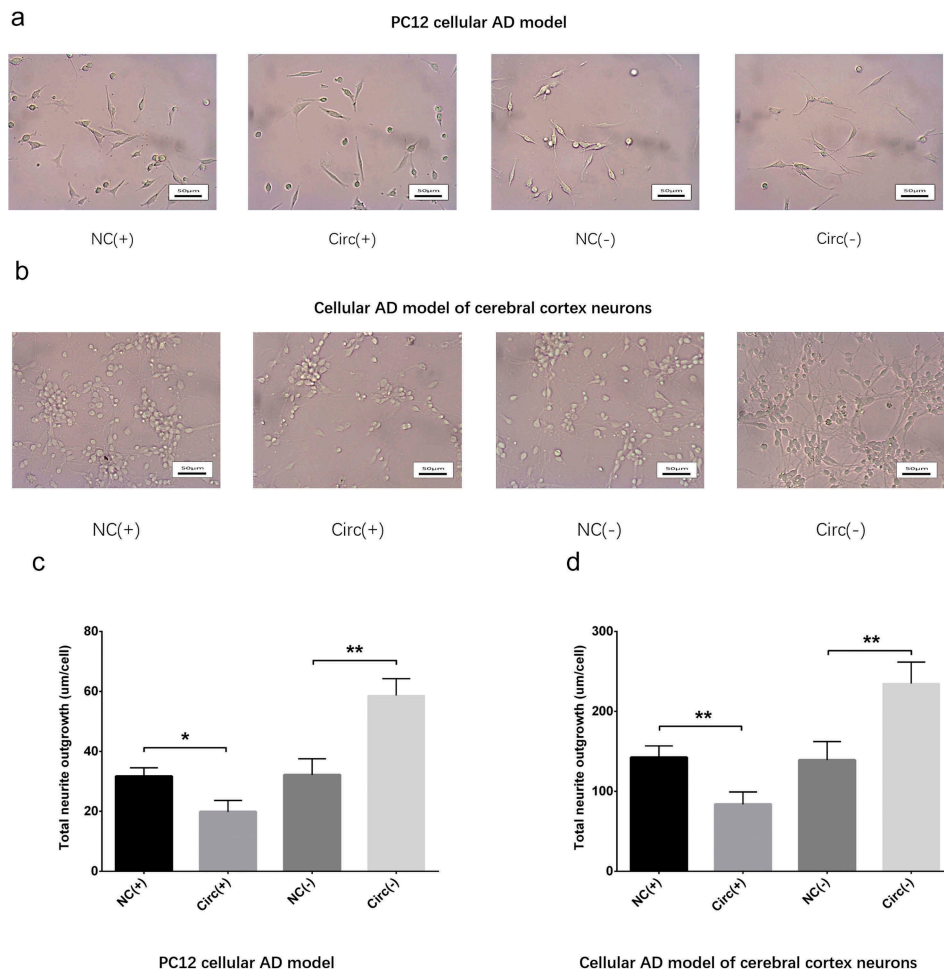 a
PC12 cellular AD model
50μm
50μm
50μm
50μm
NC(+)
Circ(+)
NC(-)
Circ(-)
b
Cellular AD model of cerebral cortex neurons
50μm
50μm
50μm
50μm
NC(+)
Circ(+)
NC(-)
Circ(-)
c
Total neurite outgrowth (um/cell)
80
60
40
20
0
*
**
NC(+)
Circ(+)
NC(-)
Circ(-)
PC12 cellular AD model
d
Total neurite outgrowth (um/cell)
300
200
100
0
**
**
NC(+)
Circ(+)
NC(-)
Circ(-)
Cellular AD model of cerebral cortex neurons